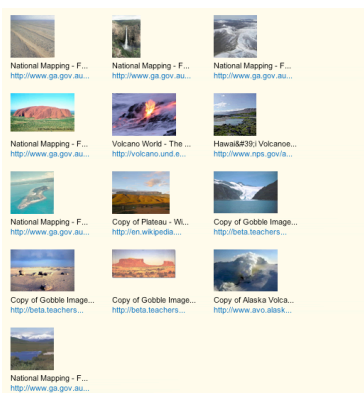 National Mapping - F...
http://www.ga.gov.au...
National Mapping - F...
http://www.ga.gov.au...
National Mapping - F...
http://www.ga.gov.au...
National Mapping - F...
http://www.ga.gov.au...
Volcano World - The ...
http://volcano.und.e...
Hawai&#39;i Volcanoe...
http://www.nps.gov/a...
National Mapping - F...
http://www.ga.gov.au...
Copy of Plateau - Wi...
http://en.wikipedia....
Copy of Gobble Image...
http://beta.teachers...
Copy of Gobble Image...
http://beta.teachers...
Copy of Gobble Image...
http://beta.teachers...
Copy of Alaska Volca...
http://www.avo.alask...
National Mapping - F...
http://www.ga.gov.au...